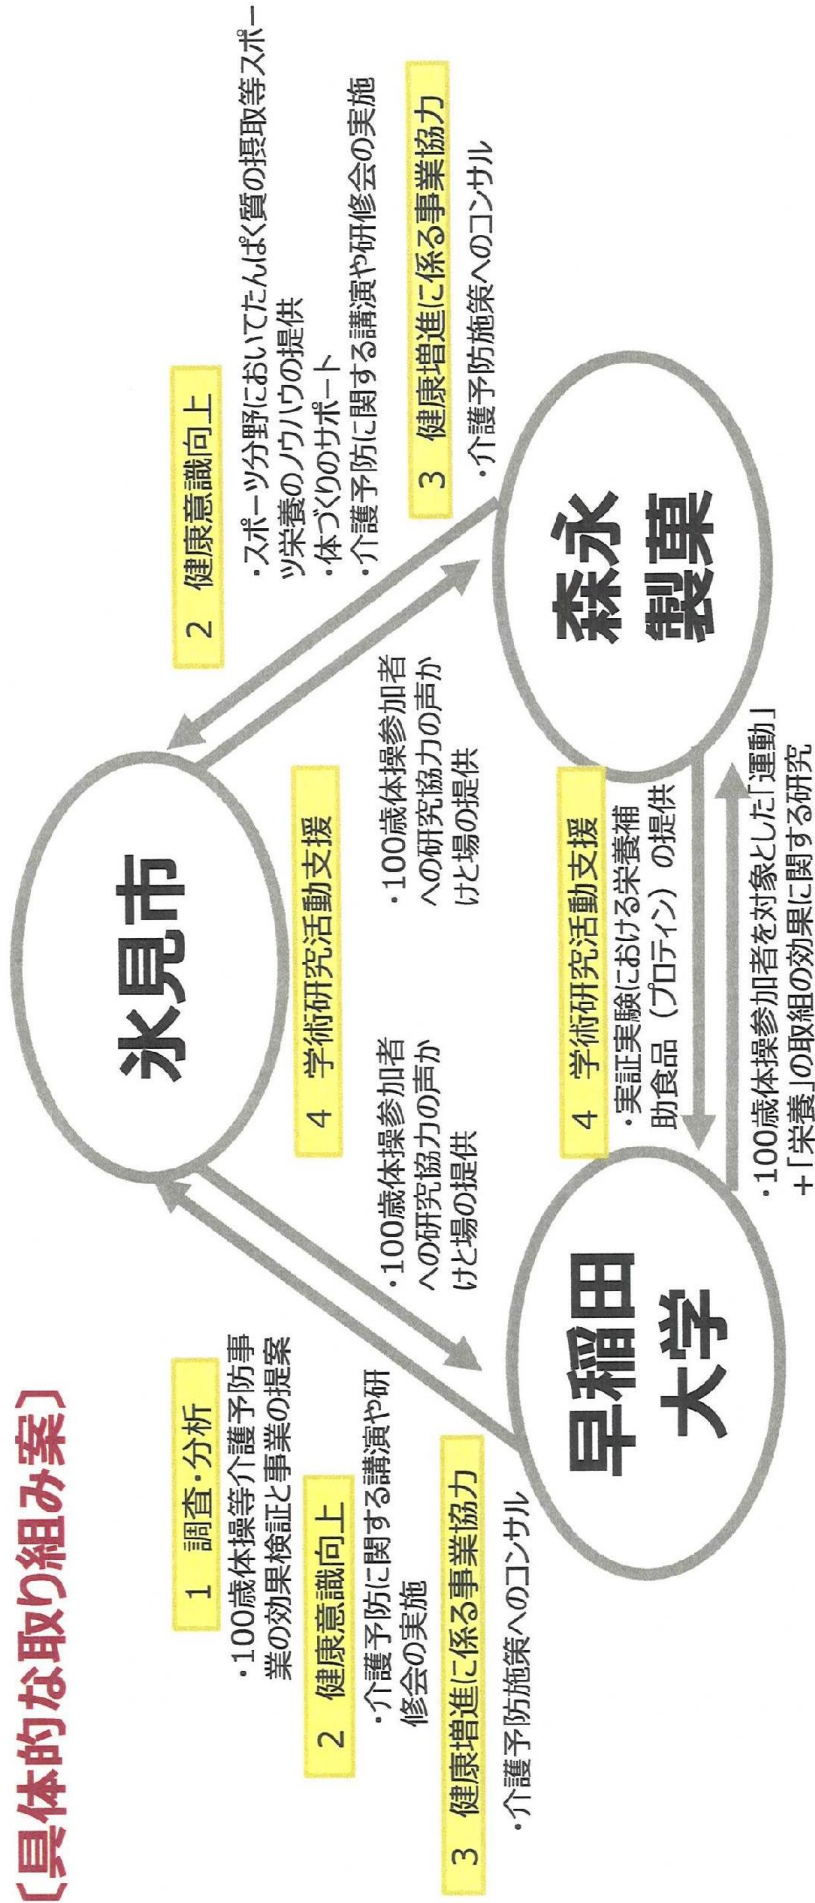 〔具体的な取り組み案〕
氷見市
1 調査・分析
・100歳体操等介護予防事
業の効果検証と事業の提案
2 健康意識向上
・介護予防に関する講演や研
修会の実施
3 健康増進に係る事業協力
・介護予防施策へのコンサル
2 健康意識向上
・スポーツ分野においてたんぱく質の摂取等スポー
ツ栄養のノウハウの提供
・体づくりのサポート
・介護予防に関する講演や研修会の実施
3 健康増進に係る事業協力
・介護予防施策へのコンサル
4 学術研究活動支援
・100歳体操参加者
への研究協力の声か
けと場の提供
・100歳体操参加者
への研究協力の声か
けと場の提供
早稲田
大学
森永
製菓
4 学術研究活動支援
・実証実験における栄養補
助食品（プロテイン）の提供
・100歳体操参加者を対象とした「運動」
＋「栄養」の取組の効果に関する研究